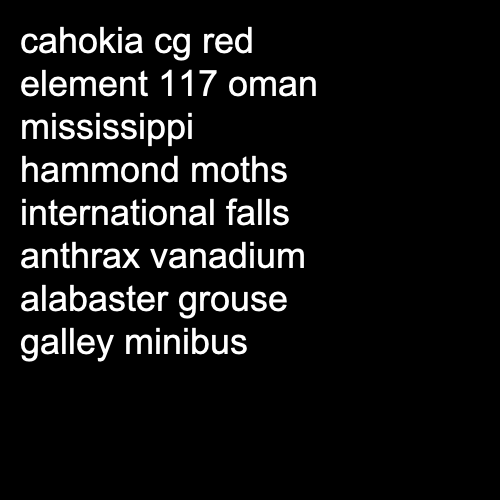 cahokia cg red
element 117 oman
mississippi
hammond moths
international falls
anthrax vanadium
alabaster grouse
galley minibus